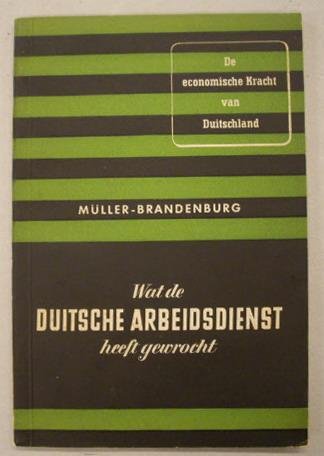 De
economische Kracht
van
Duitschland
MÜLLER-BRANDENBURG
Wat de
DUITSCHE ARBEIDSDIENST
heeft gewrocht